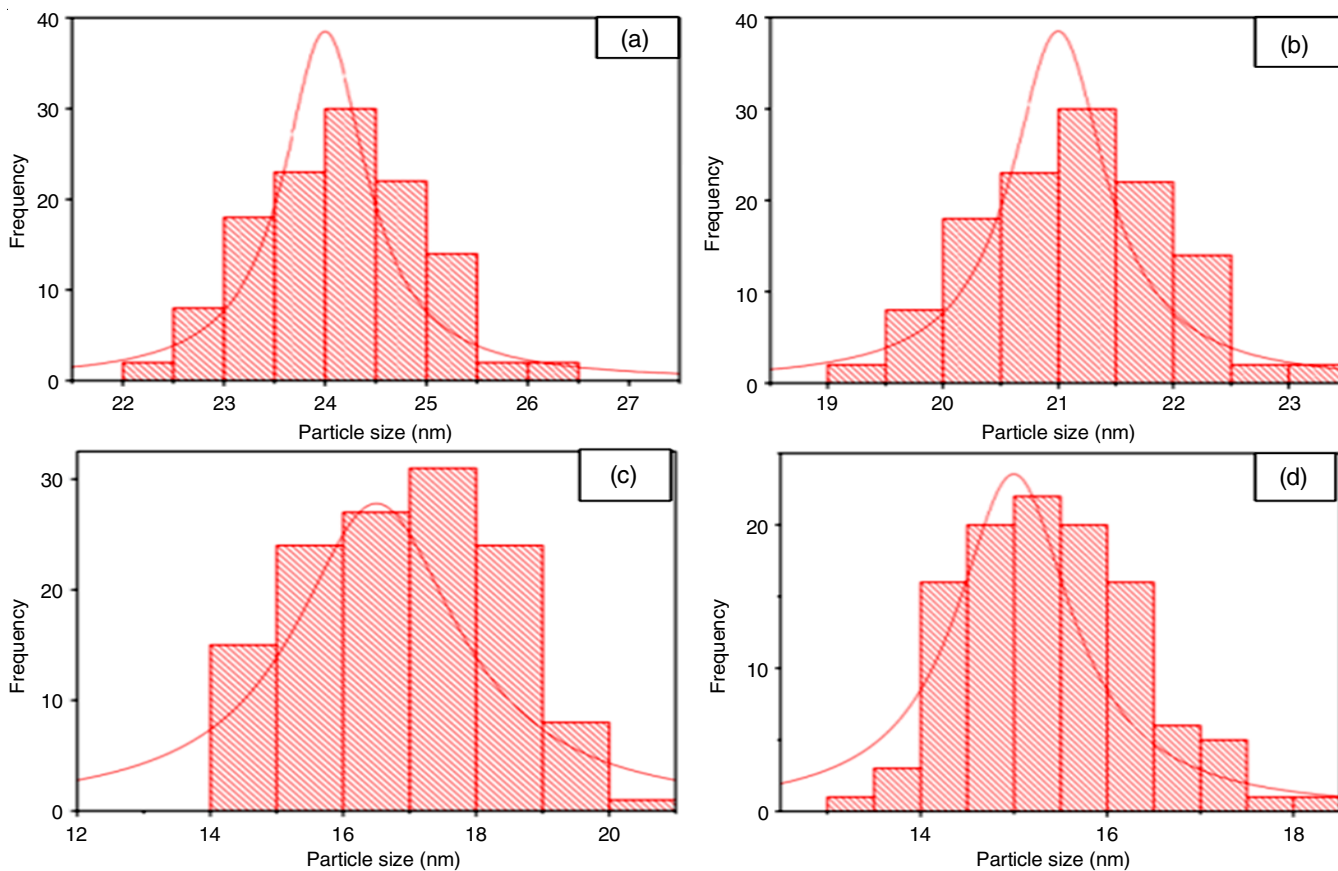 (a)
40
30
20
10
0
Frequency
22 23 24 25 26 27
Particle size (nm)
(b)
40
30
20
10
0
Frequency
19 20 21 22 23
Particle size (nm)
(c)
30
20
10
0
Frequency
12 14 16 18 20
Particle size (nm)
(d)
20
10
0
Frequency
14 16 18
Particle size (nm)